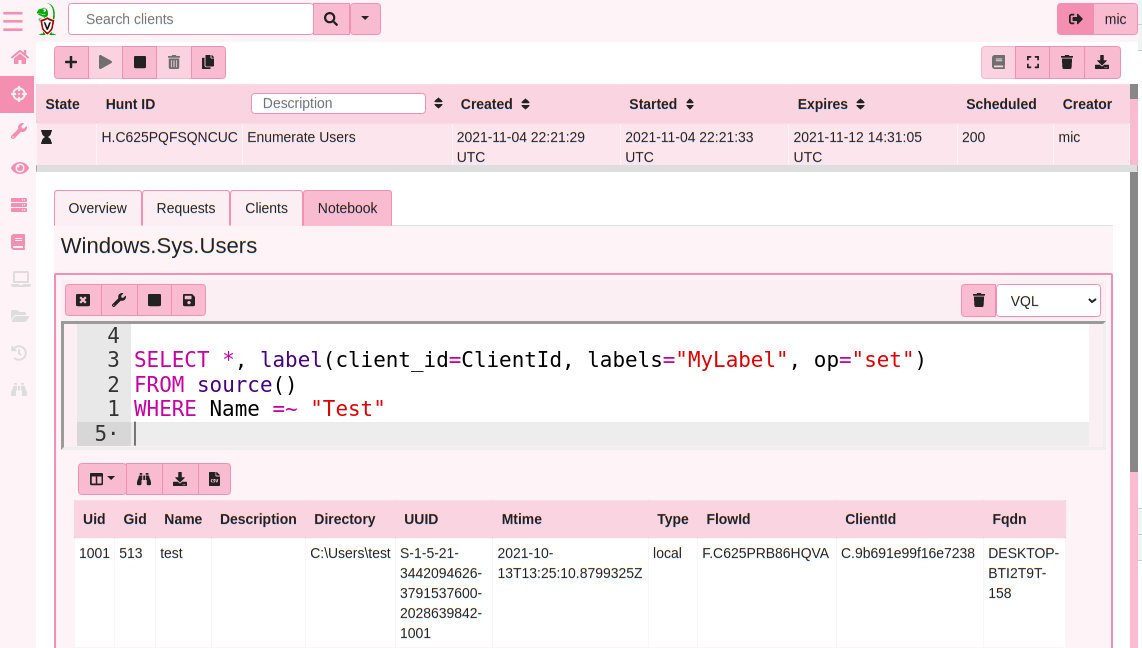 Search clients
mic
State Hunt ID Description Created Started Expires Scheduled Creator
H.C625PQFSQNCUC Enumerate Users 2021-11-04 22:21:29 2021-11-04 22:21:33 2021-11-12 14:31:05 200 mic
UTC UTC UTC
Overview Requests Clients Notebook
Windows.Sys.Users
VQL
4
3 SELECT *, label(client_id=ClientId, labels="MyLabel", op="set")
2 FROM source()
1 WHERE Name =~ "Test"
5·
Uid Gid Name Description Directory UUID Mtime Type FlowId ClientId Fqdn
1001 513 test C:\Users\test S-1-5-21- 2021-10- local F.C625PRB86HQVA C.9b691e99f16e7238 DESKTOP-
3442094626- 13T13:25:10.8799325Z BTI2T9T-
3791537600- 158
2028639842-
1001